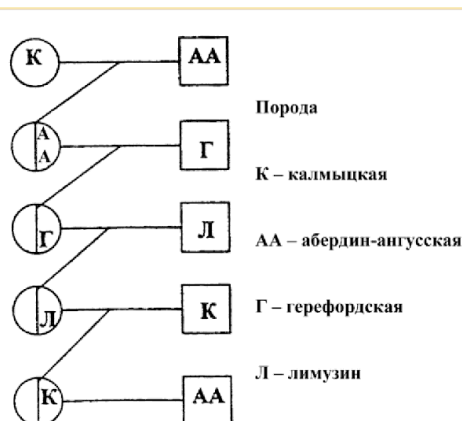 К АА
Порода
А
А Г
К – калмыцкая
Г Л
АА – абердин-ангусская
Л К
Г – герефордская
Л – лимузин
К АА